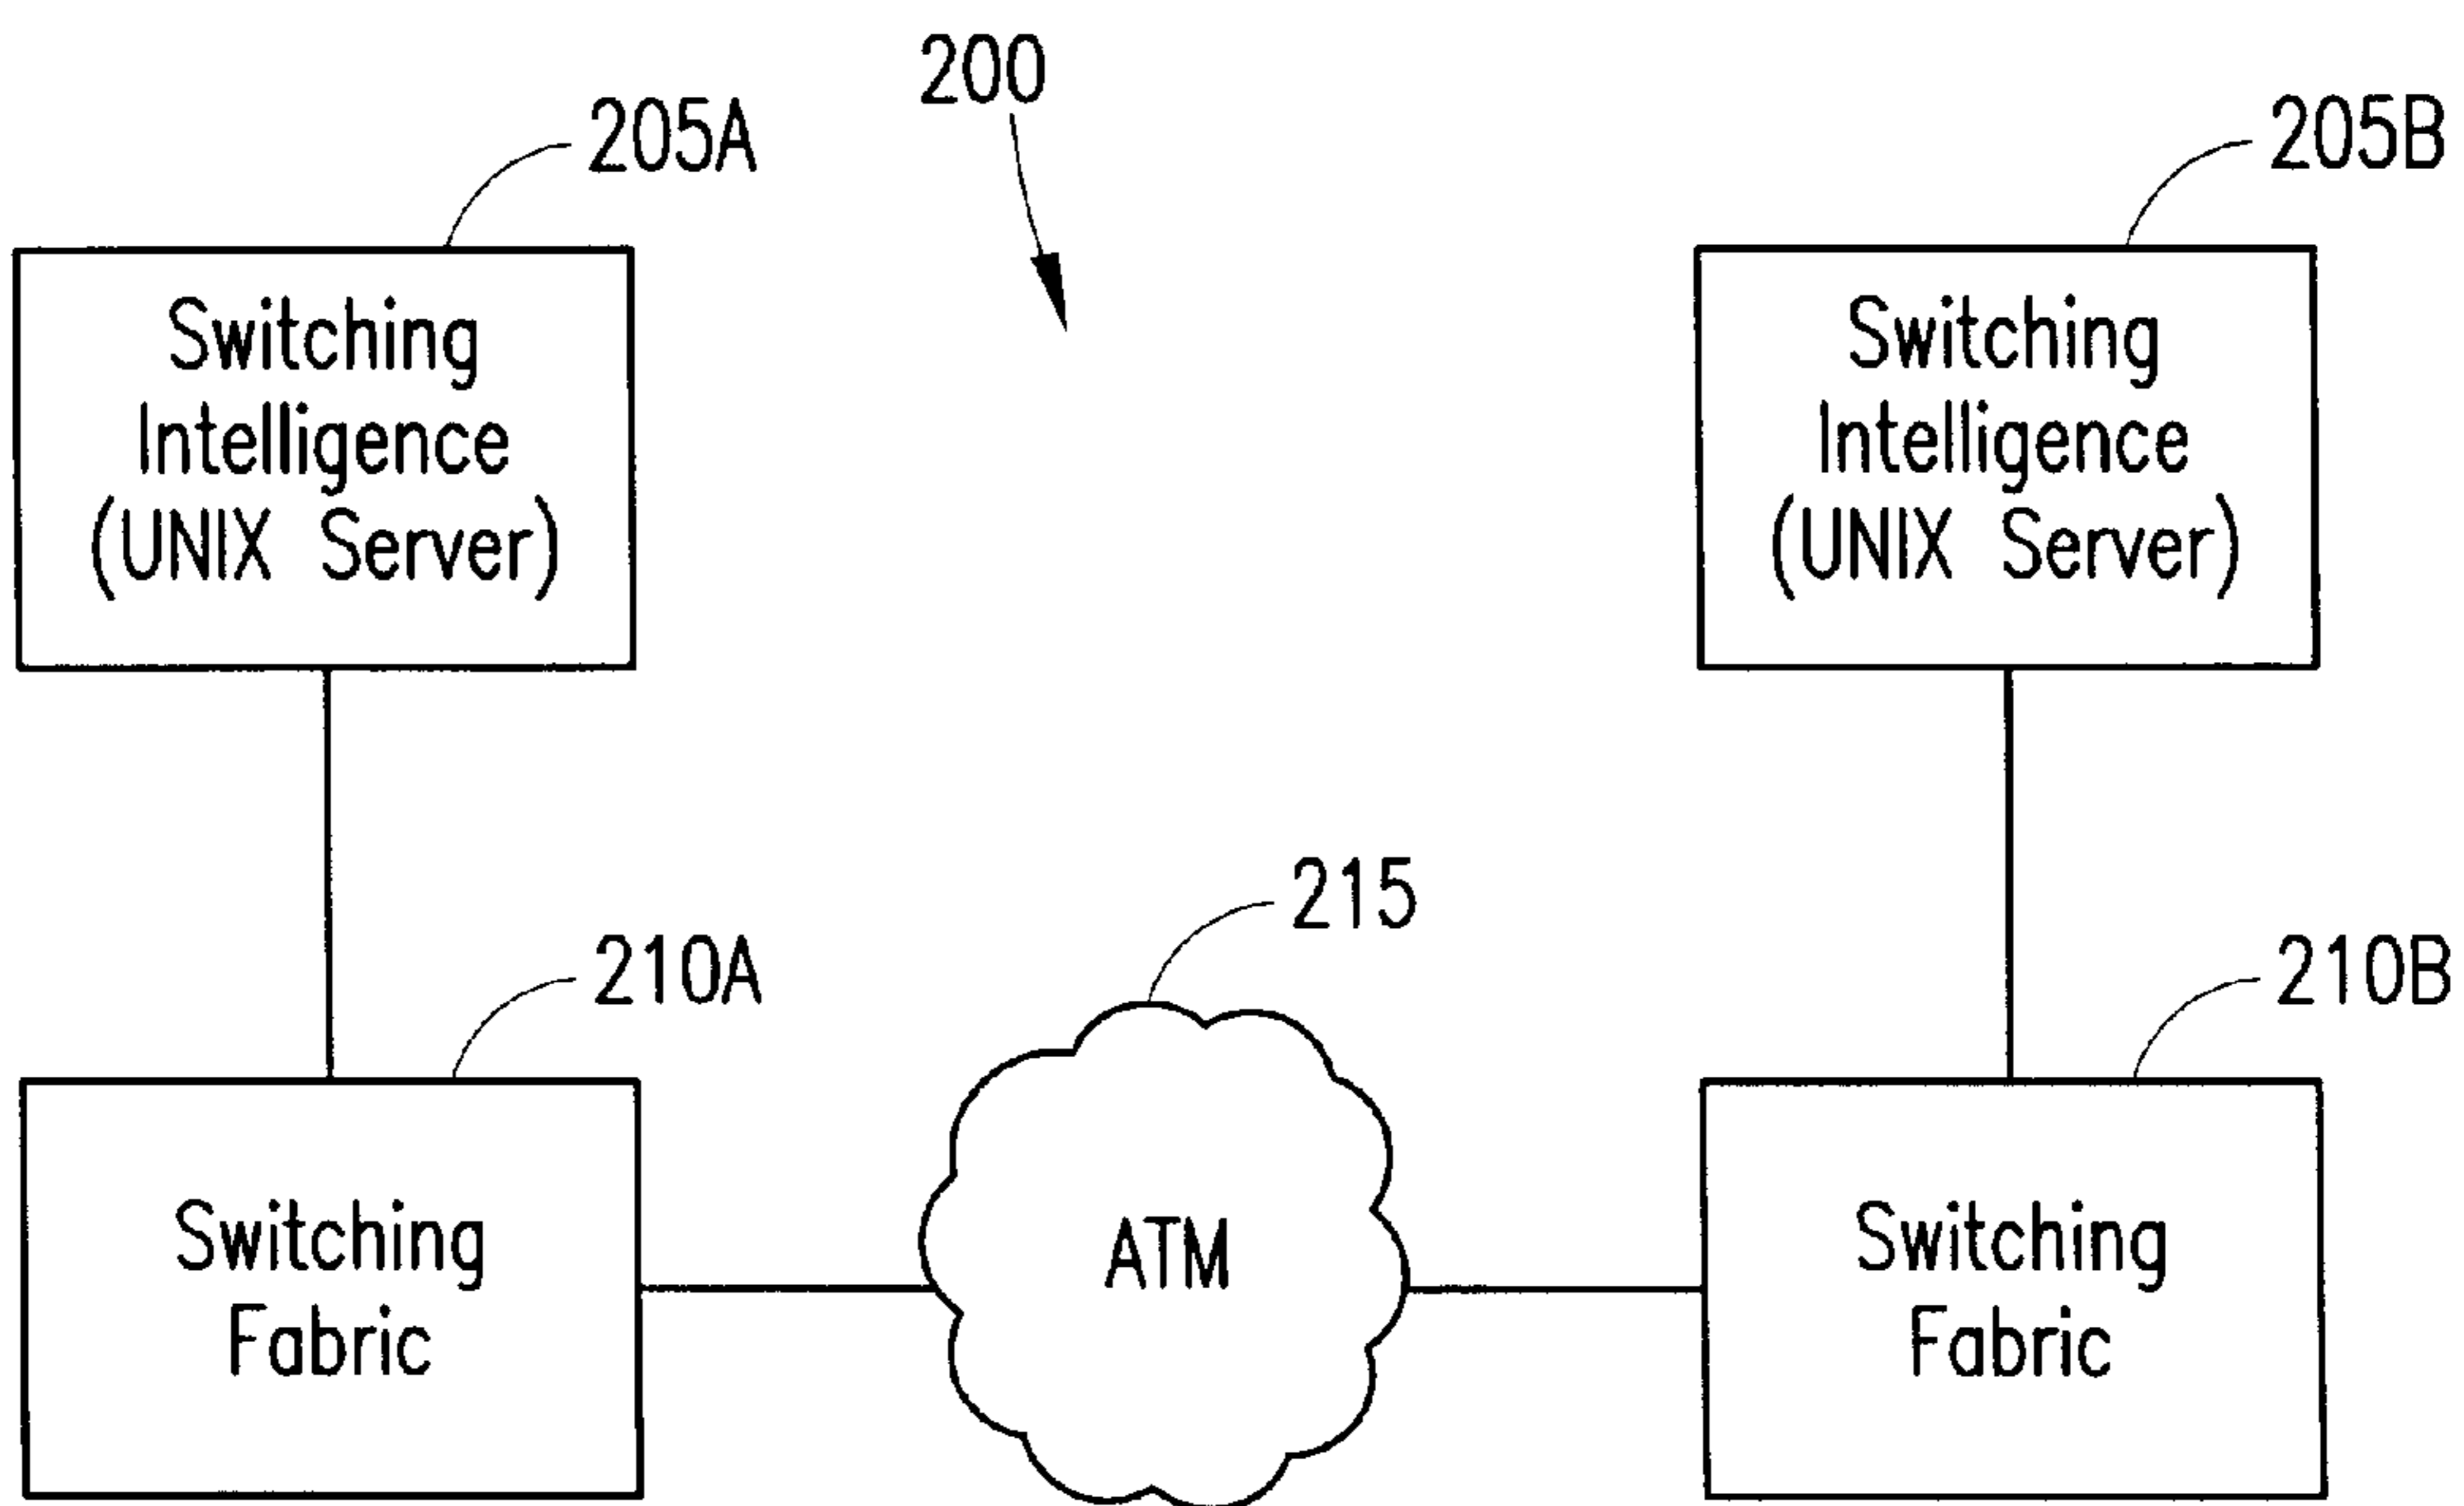 200
205A
205B
Switching
Intelligence
(UNIX Server)
Switching
Intelligence
(UNIX Server)
215
210A
210B
Switching
Fabric
ATM
Switching
Fabric